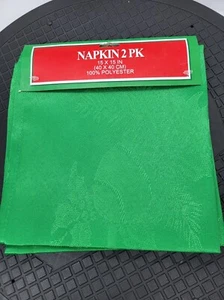 NAPKIN 2 PK
15 X 15 IN
(40 X 40 CM)
100% POLYESTER